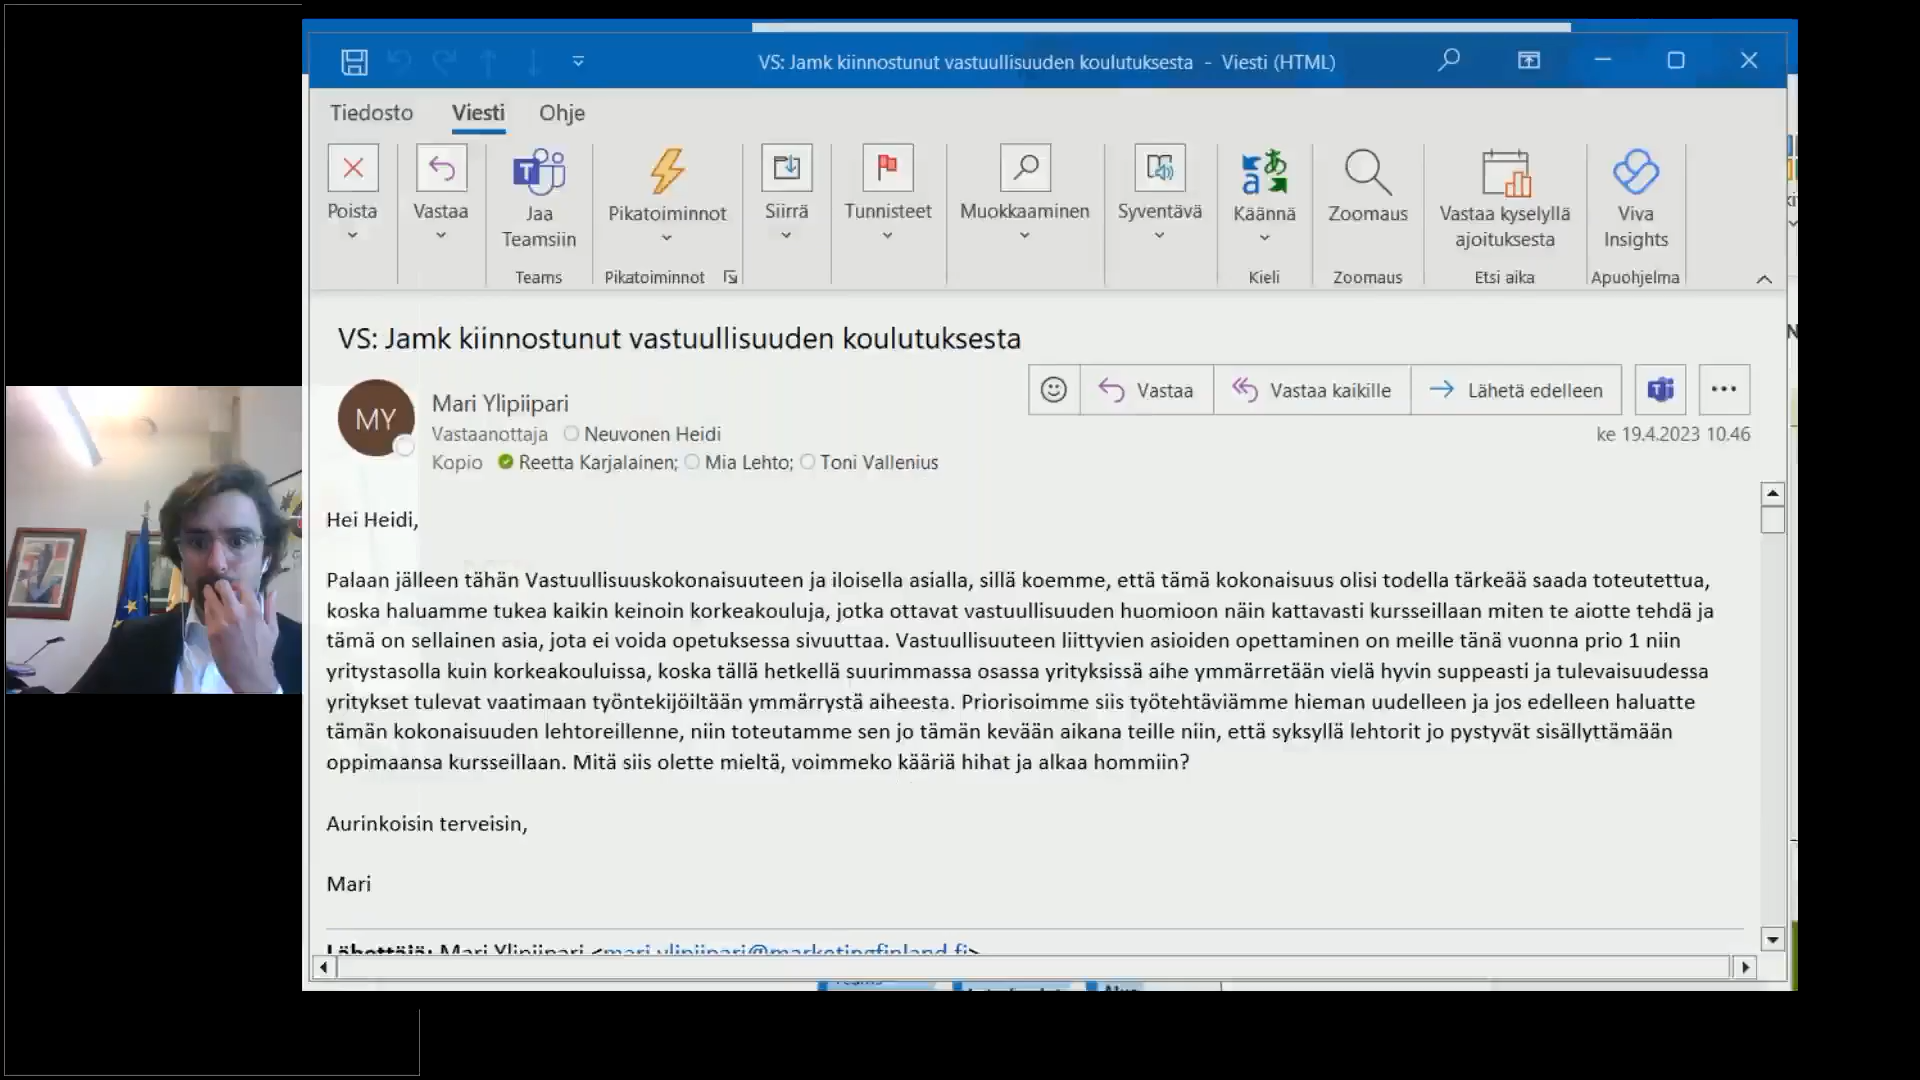 VS: Jamk kiinnostunut vastuullisuuden koulutuksesta - Viesti (HTML)
Tiedosto Viesti Ohje
Poista Vastaa Jaa Teamsiin Pikatoiminnot Siirrä Tunnisteet Muokkaaminen Syventävä Käännä Zoomaus Vastaa kyselyllä ajoituksesta Viva Insights
Teams Pikatoiminnot Kieli Zoomaus Etsi aika Apuohjelma
VS: Jamk kiinnostunut vastuullisuuden koulutuksesta
MY
Mari Ylipiipari
Vastaa Vastaa kaikille Lähetä edelleen
Vastaanottaja Neuvonen Heidi
ke 19.4.2023 10.46
Kopio Reetta Karjalainen; Mia Lehto; Toni Vallenius
Hei Heidi,
Palaan jälleen tähän Vastuullisuuskokonaisuuteen ja iloisella asialla, sillä koemme, että tämä kokonaisuus olisi todella tärkeää saada toteutettua,
koska haluamme tukea kaikin keinoin korkeakouluja, jotka ottavat vastuullisuuden huomioon näin kattavasti kursseillaan miten te aiotte tehdä ja
tämä on sellainen asia, jota ei voida opetuksessa sivuuttaa. Vastuullisuuteen liittyvien asioiden opettaminen on meille tänä vuonna prio 1 niin
yritystasolla kuin korkeakouluissa, koska tällä hetkellä suurimmassa osassa yrityksissä aihe ymmärretään vielä hyvin suppeasti ja tulevaisuudessa
yritykset tulevat vaatimaan työntekijöiltään ymmärrystä aiheesta. Priorisoimme siis työtehtäviämme hieman uudelleen ja jos edelleen haluatte
tämän kokonaisuuden lehtoreillenne, niin toteutamme sen jo tämän kevään aikana teille niin, että syksyllä lehtorit jo pystyvät sisällyttämään
oppimaansa kursseillaan. Mitä siis olette mieltä, voimmeko kääriä hihat ja alkaa hommiin?
Aurinkoisin terveisin,
Mari
Lähettäjä: Mari Ylipiipari <mari.ylipiipari@marketingfinland.fi>